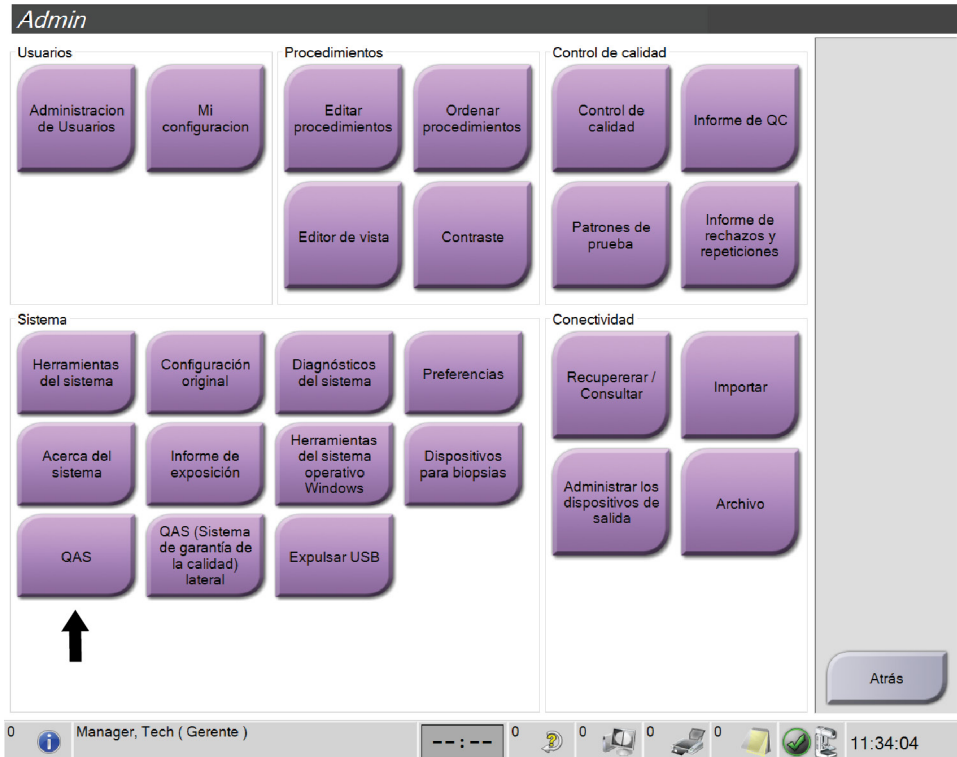 Admin
Usuarios
Administracion
de Usuarios
Mi
configuracion
Procedimientos
Editar
procedimientos
Ordenar
procedimientos
Editor de vista
Contraste
Control de calidad
Control de
calidad
Informe de QC
Patrones de
prueba
Informe de
rechazos y
repeticiones
Sistema
Herramientas
del sistema
Configuración
original
Diagnósticos
del sistema
Preferencias
Acerca del
sistema
Informe de
exposición
Herramientas
del sistema
operativo
Windows
Dispositivos
para biopsias
QAS
QAS (Sistema
de garantía de
la calidad)
lateral
Expulsar USB
Conectividad
Recupererar /
Consultar
Importar
Administrar los
dispositivos de
salida
Archivo
Atrás
0
Manager, Tech ( Gerente )
--:--
0
0
0
0
11:34:04